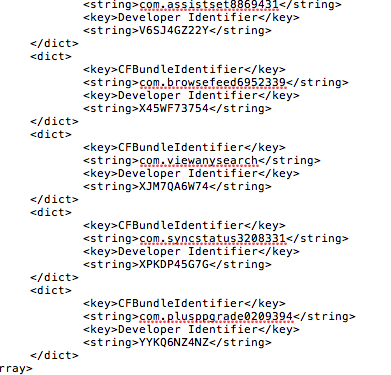 <string>com.assistset8869431</string>
<key>Developer Identifier</key>
<string>V6SJ4GZ22Y</string>
</dict>
<dict>
<key>CFBundleIdentifier</key>
<string>com.browsefeed6952339</string>
<key>Developer Identifier</key>
<string>X45WF73754</string>
</dict>
<dict>
<key>CFBundleIdentifier</key>
<string>com.viewanysearch</string>
<key>Developer Identifier</key>
<string>XJM7QA6W74</string>
</dict>
<dict>
<key>CFBundleIdentifier</key>
<string>com.syncstatus3208331</string>
<key>Developer Identifier</key>
<string>XPKDP45G7G</string>
</dict>
<dict>
<key>CFBundleIdentifier</key>
<string>com.plusppgrade0209394</string>
<key>Developer Identifier</key>
<string>YYKQ6NZ4NZ</string>
</dict>
rray>